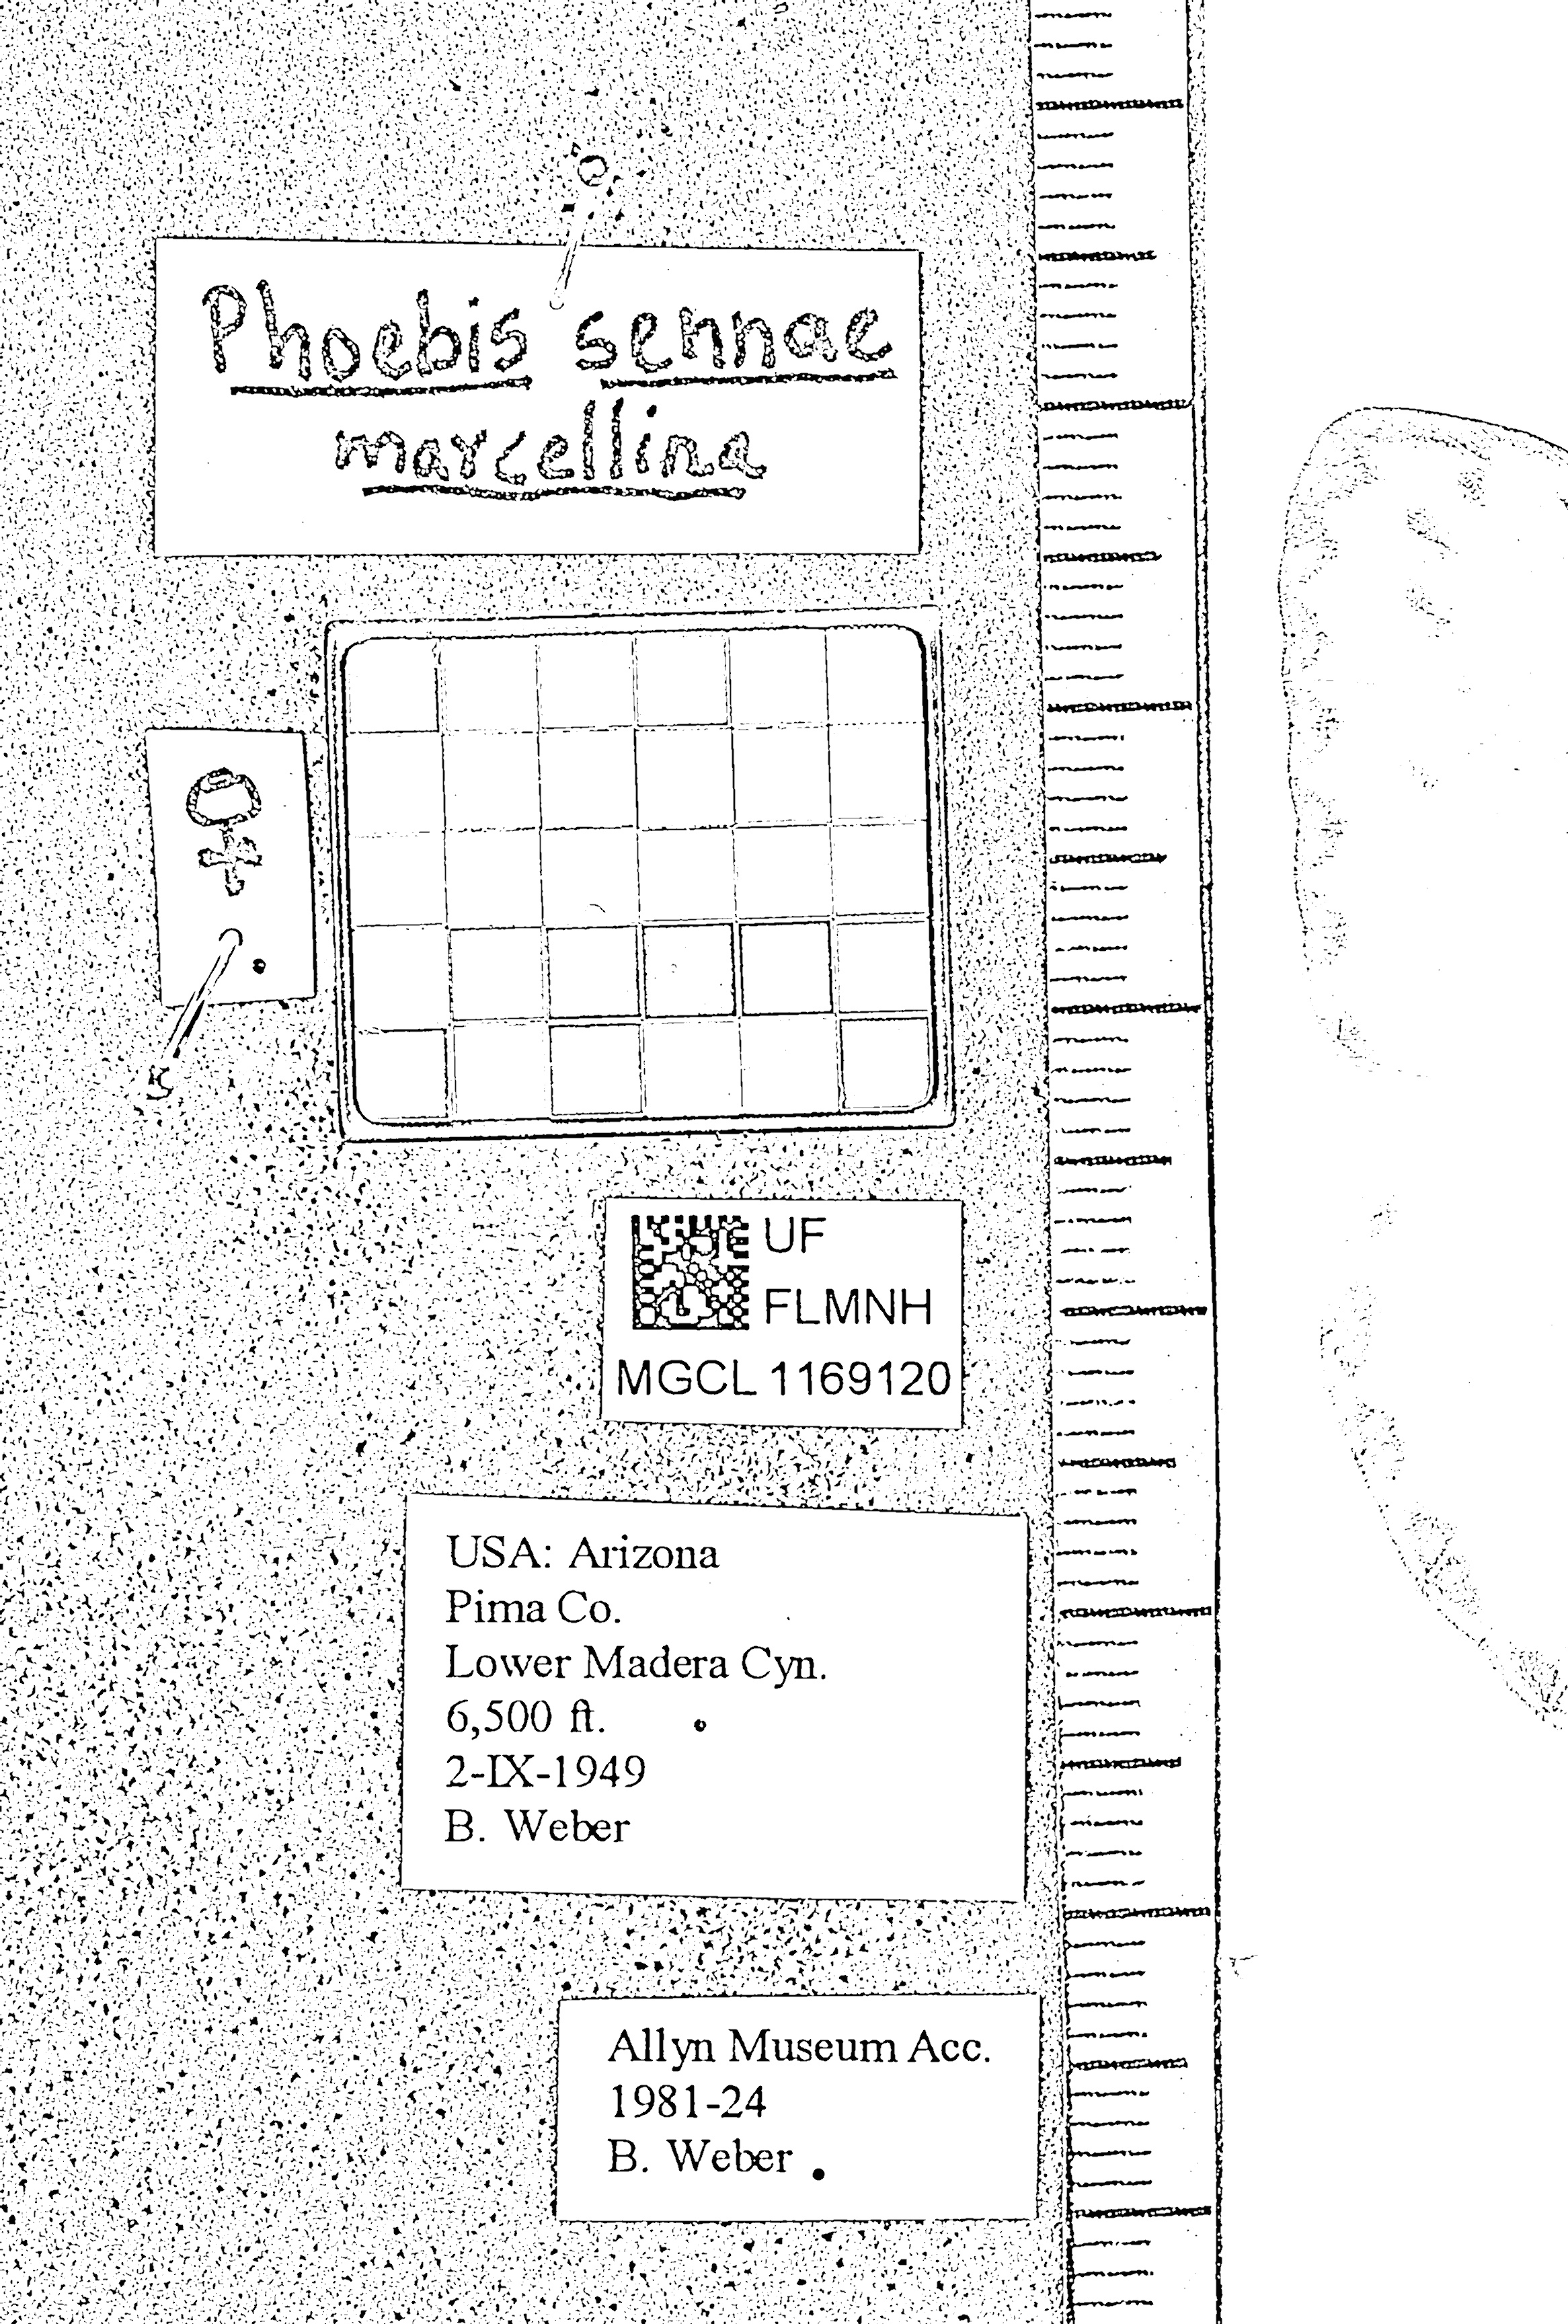 Phoebis sennae
marcellina
♀
UF
FLMNH
MGCL 1169120
USA: Arizona
Pima Co.
Lower Madera Cyn.
6,500 ft.
2-IX-1949
B. Weber
Allyn Museum Acc.
1981-24
B. Weber